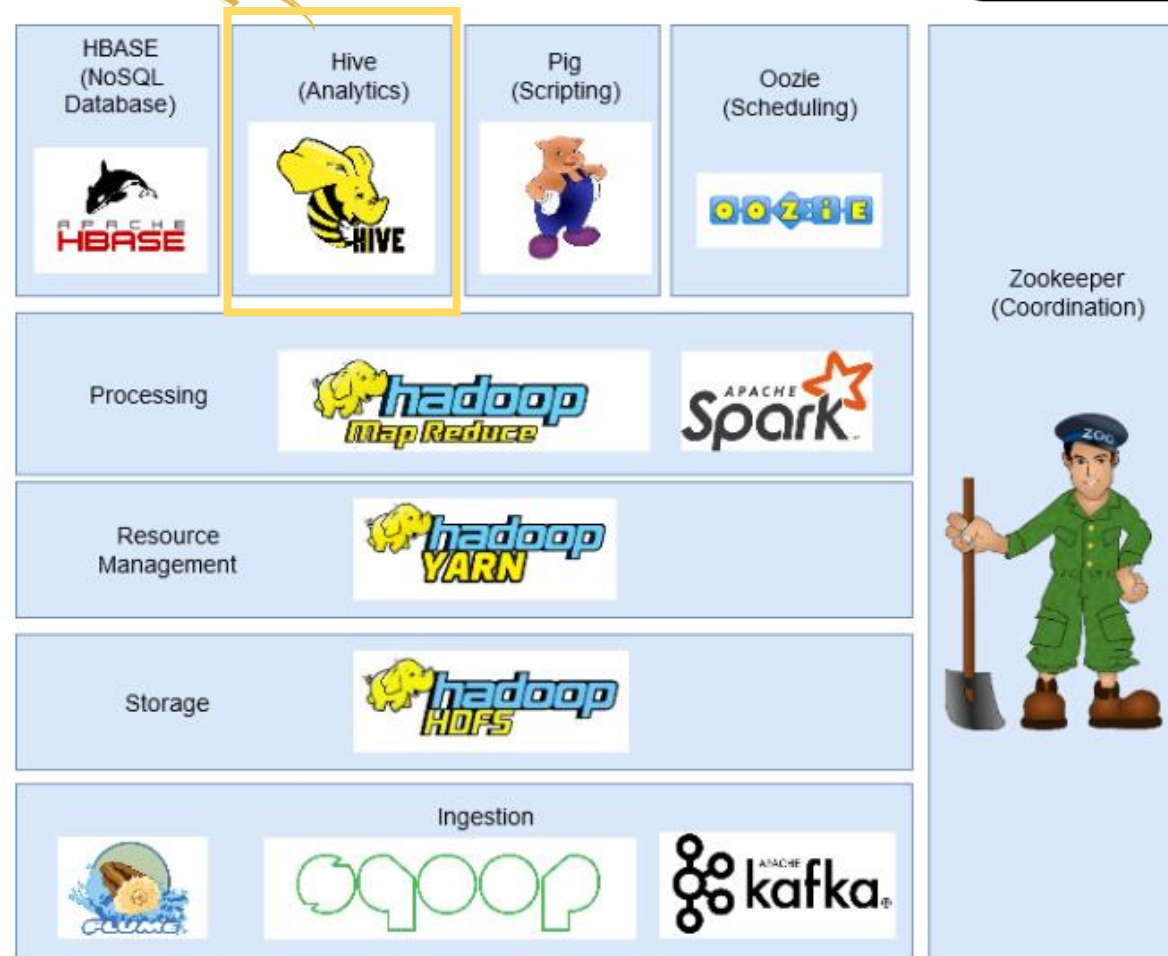 HBASE
(NoSQL
Database)
APACHE
HBASE
Hive
(Analytics)
HIVE
Pig
(Scripting)
Oozie
(Scheduling)
OOZiE
Zookeeper
(Coordination)
ZOO
Processing
hadoop
Map Reduce
APACHE
Spark
Resource
Management
hadoop
YARN
Storage
hadoop
HDFS
Ingestion
FLUME
sqoop
APACHE
kafka